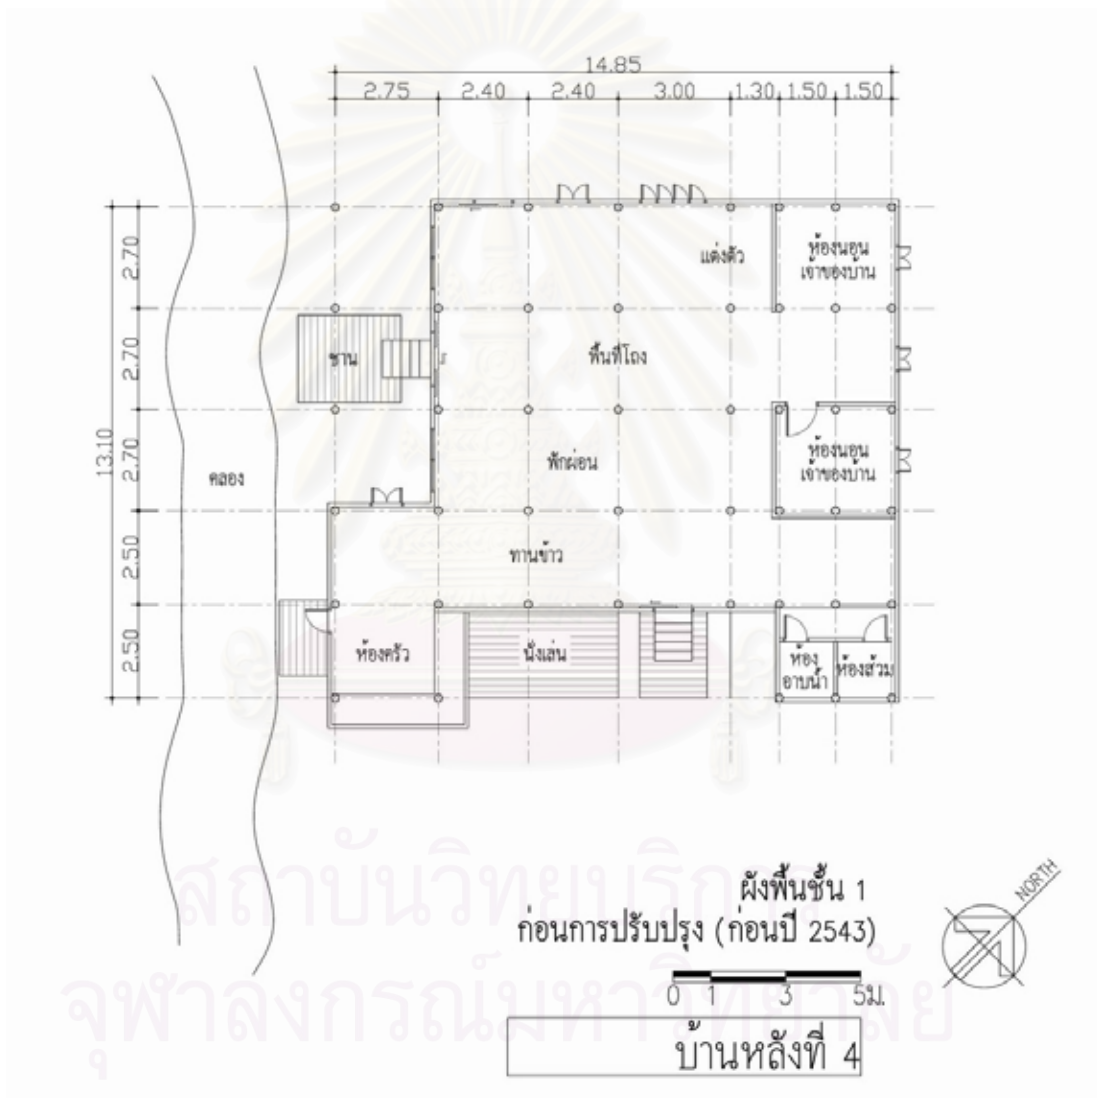 14.85
2.75 2.40 2.40 3.00 1.30 1.50 1.50
13.10
2.70
2.70
2.70
2.50
2.50
แต่งตัว
ห้องนอน
เจ้าของบ้าน
ชาน
พื้นที่โถง
พักผ่อน
ห้องนอน
เจ้าของบ้าน
คลอง
ทานข้าว
ห้องครัว
นั่งเล่น
ห้อง
อาบน้ำ
ห้องส้วม
ผังพื้นชั้น 1
ก่อนการปรับปรุง (ก่อนปี 2543)
NORTH
0 1 3 5ม.
บ้านหลังที่ 4
สถาบันวิทยบริการ
จุฬาลงกรณ์มหาวิทยาลัย